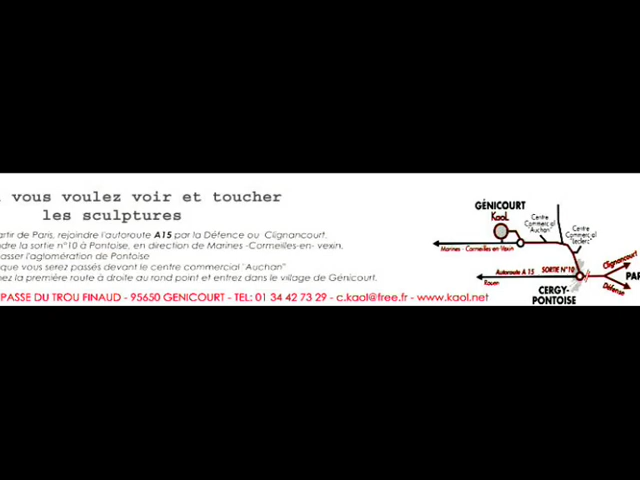 vous voulez voir et toucher
les sculptures
artir de Paris, rejoindre l'autoroute A15 par la Défence ou Clignancourt.
dre la sortie n°10 à Pontoise, en direction de Marines -Cormeilles-en- vexin.
asser l'aglomération de Pontoise
que vous serez passés devant le centre commercial "Auchan"
nez la première route à droite au rond point et entrez dans le village de Génicourt.
PASSE DU TROU FINAUD - 95650 GENICOURT - TEL: 01 34 42 73 29 - c.kaol@free.fr - www.kaol.net
GÉNICOURT
Kaol
Centre
Commercial
Auchan
Centre
Commercial
Leclerc
Marines - Cormeilles en Vexin
Autoroute A 15
SORTIE N°10
Rouen
CERGY-
PONTOISE
Clignancourt
PAR
Défense